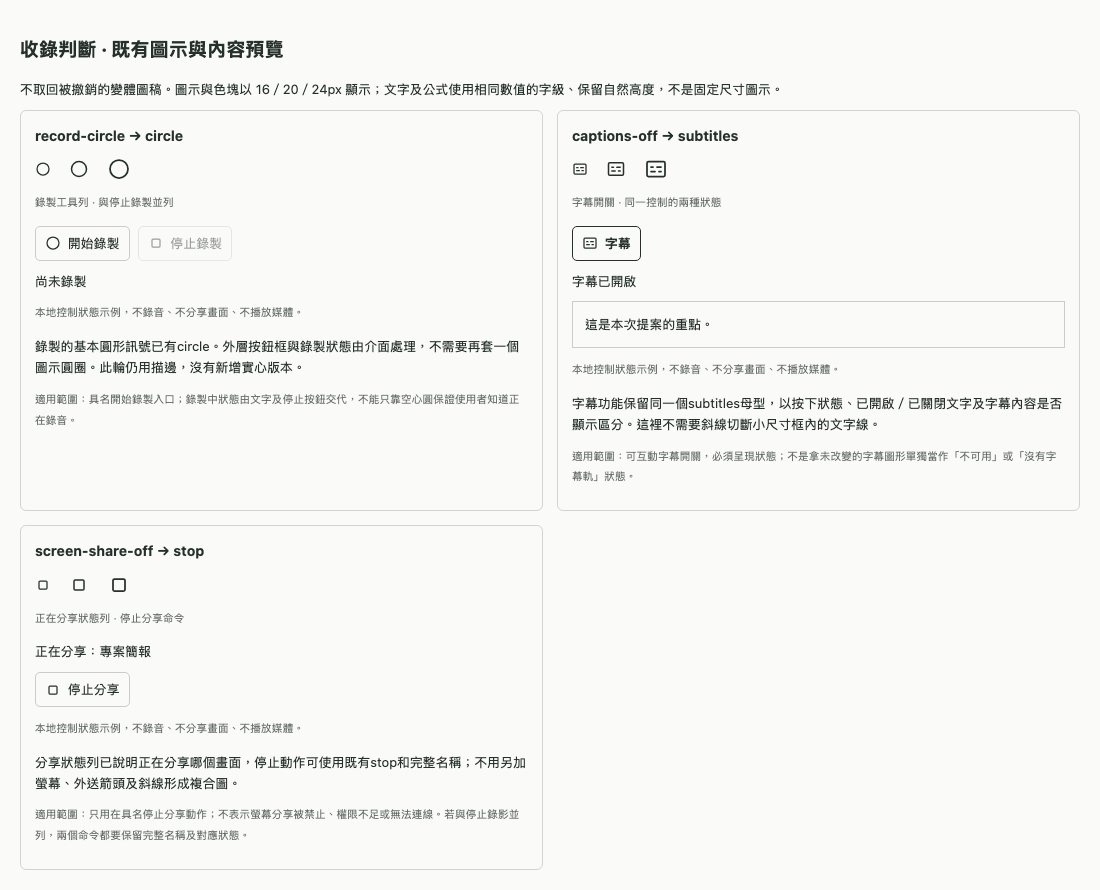 收錄判斷 · 既有圖示與內容預覽
不取回被撤銷的變體圖稿。圖示與色塊以 16 / 20 / 24px 顯示；文字及公式使用相同數值的字級、保留自然高度，不是固定尺寸圖示。
record-circle → circle
錄製工具列 · 與停止錄製並列
開始錄製
停止錄製
尚未錄製
本地控制狀態示例，不錄音、不分享畫面、不播放媒體。
錄製的基本圓形訊號已有circle。外層按鈕框與錄製狀態由介面處理，不需要再套一個
圖示圓圈。此輪仍用描邊，沒有新增實心版本。
適用範圍：具名開始錄製入口；錄製中狀態由文字及停止按鈕交代，不能只靠空心圓保證使用者知道正
在錄音。
captions-off → subtitles
字幕開關 · 同一控制的兩種狀態
字幕
字幕已開啟
這是本次提案的重點。
本地控制狀態示例，不錄音、不分享畫面、不播放媒體。
字幕功能保留同一個subtitles母型，以按下狀態、已開啟 / 已關閉文字及字幕內容是否
顯示區分。這裡不需要斜線切斷小尺寸框內的文字線。
適用範圍：可互動字幕開關，必須呈現狀態；不是拿未改變的字幕圖形單獨當作「不可用」或「沒有字
幕軌」狀態。
screen-share-off → stop
正在分享狀態列 · 停止分享命令
正在分享：專案簡報
停止分享
本地控制狀態示例，不錄音、不分享畫面、不播放媒體。
分享狀態列已說明正在分享哪個畫面，停止動作可使用既有stop和完整名稱；不用另加
螢幕、外送箭頭及斜線形成複合圖。
適用範圍：只用在具名停止分享動作；不表示螢幕分享被禁止、權限不足或無法連線。若與停止錄影並
列，兩個命令都要保留完整名稱及對應狀態。